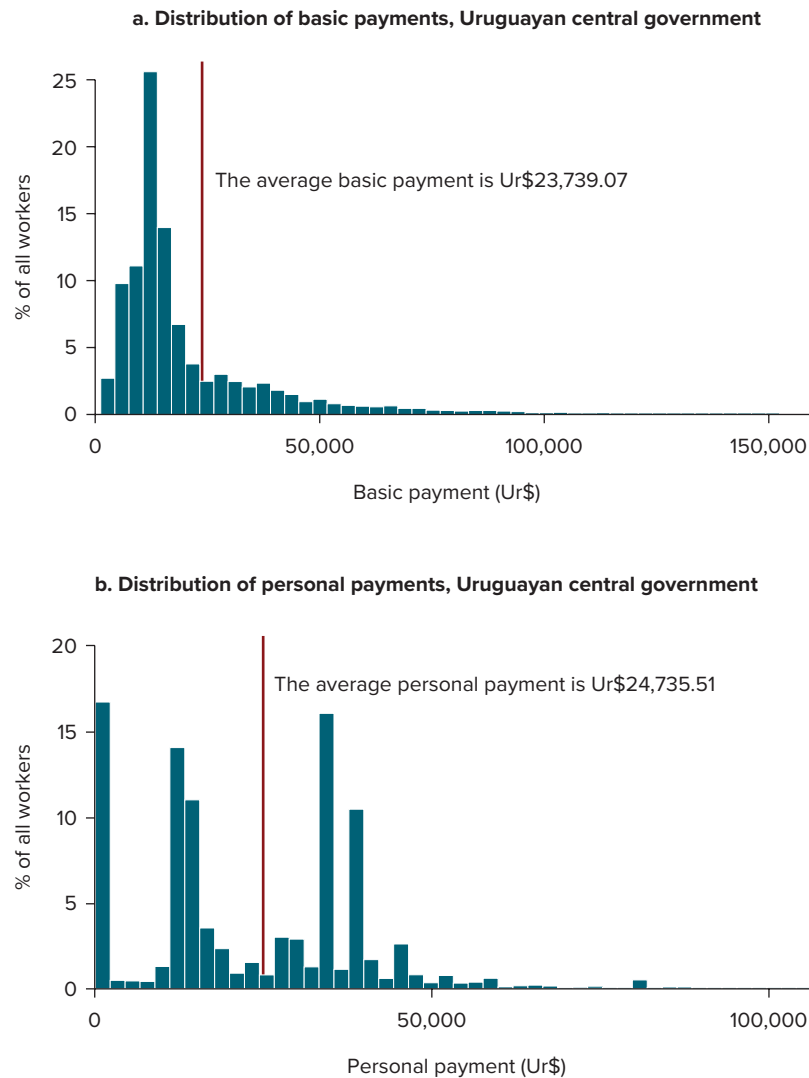 a. Distribution of basic payments, Uruguayan central government
25
20
15
10
5
0
% of all workers
The average basic payment is Ur$23,739.07
0
50,000
100,000
150,000
Basic payment (Ur$)
b. Distribution of personal payments, Uruguayan central government
20
15
10
5
0
% of all workers
The average personal payment is Ur$24,735.51
0
50,000
100,000
Personal payment (Ur$)